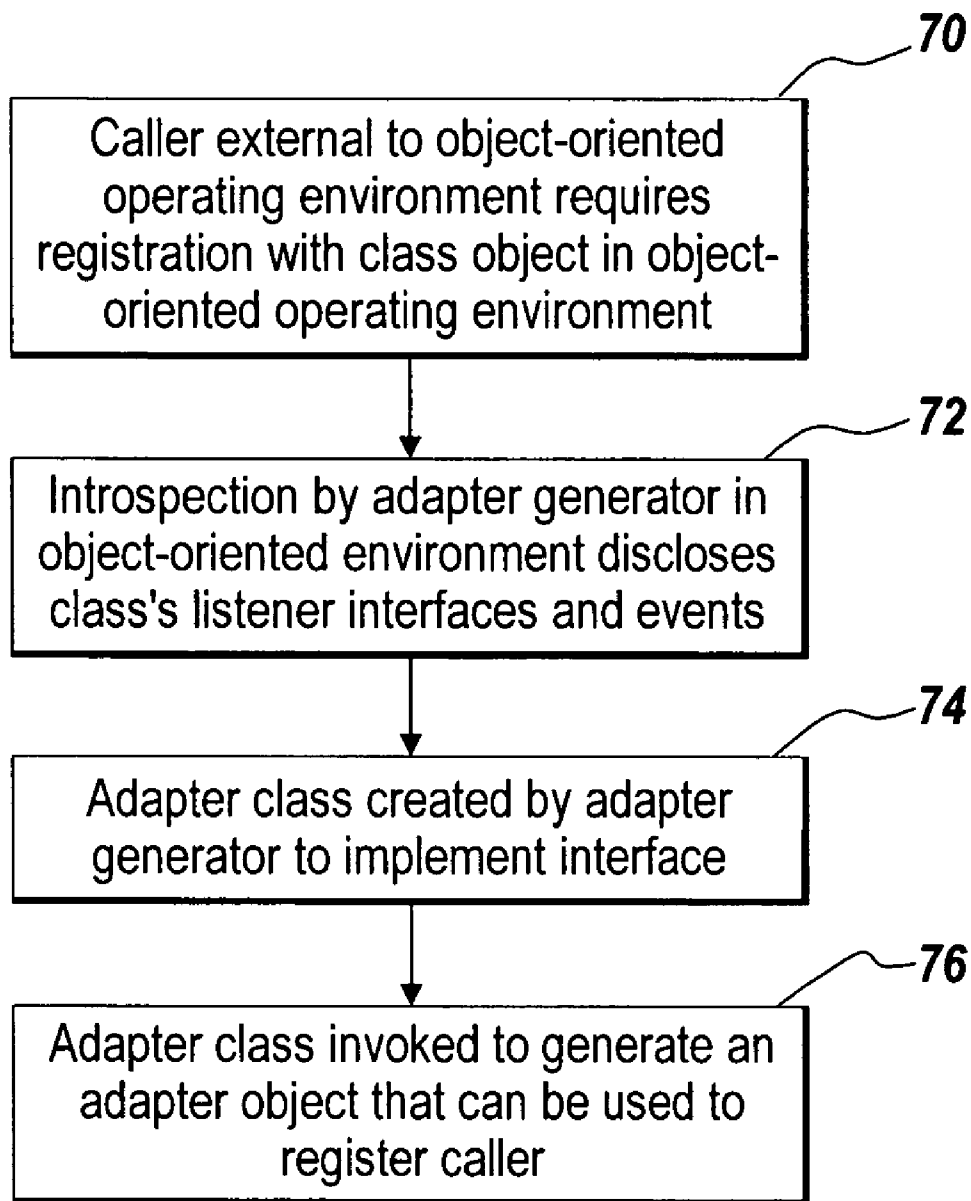 70
Caller external to object-oriented
operating environment requires
registration with class object in object-
oriented operating environment
72
Introspection by adapter generator in
object-oriented environment discloses
class's listener interfaces and events
74
Adapter class created by adapter
generator to implement interface
76
Adapter class invoked to generate an
adapter object that can be used to
register caller